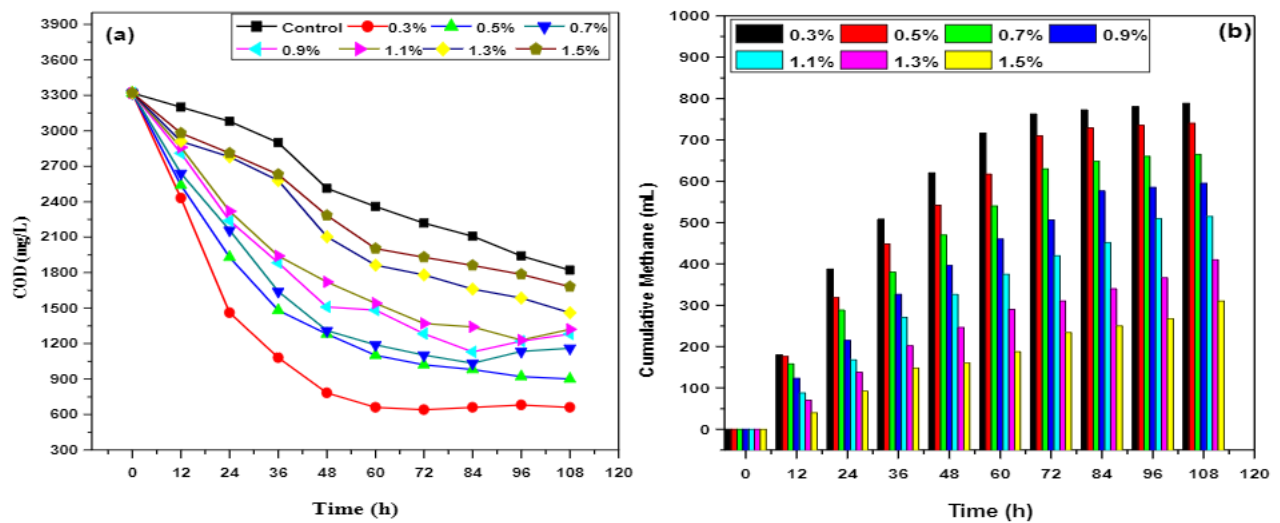 (a)
Control 0.3% 0.5% 0.7%
0.9% 1.1% 1.3% 1.5%
3900
3600
3300
3000
2700
2400
2100
1800
1500
1200
900
600
300
COD (mg/L)
0 12 24 36 48 60 72 84 96 108 120
Time (h)
(b)
0.3% 0.5% 0.7% 0.9%
1.1% 1.3% 1.5%
1000
900
800
700
600
500
400
300
200
100
0
Cumulative Methane (mL)
0 12 24 36 48 60 72 84 96 108 120
Time (h)